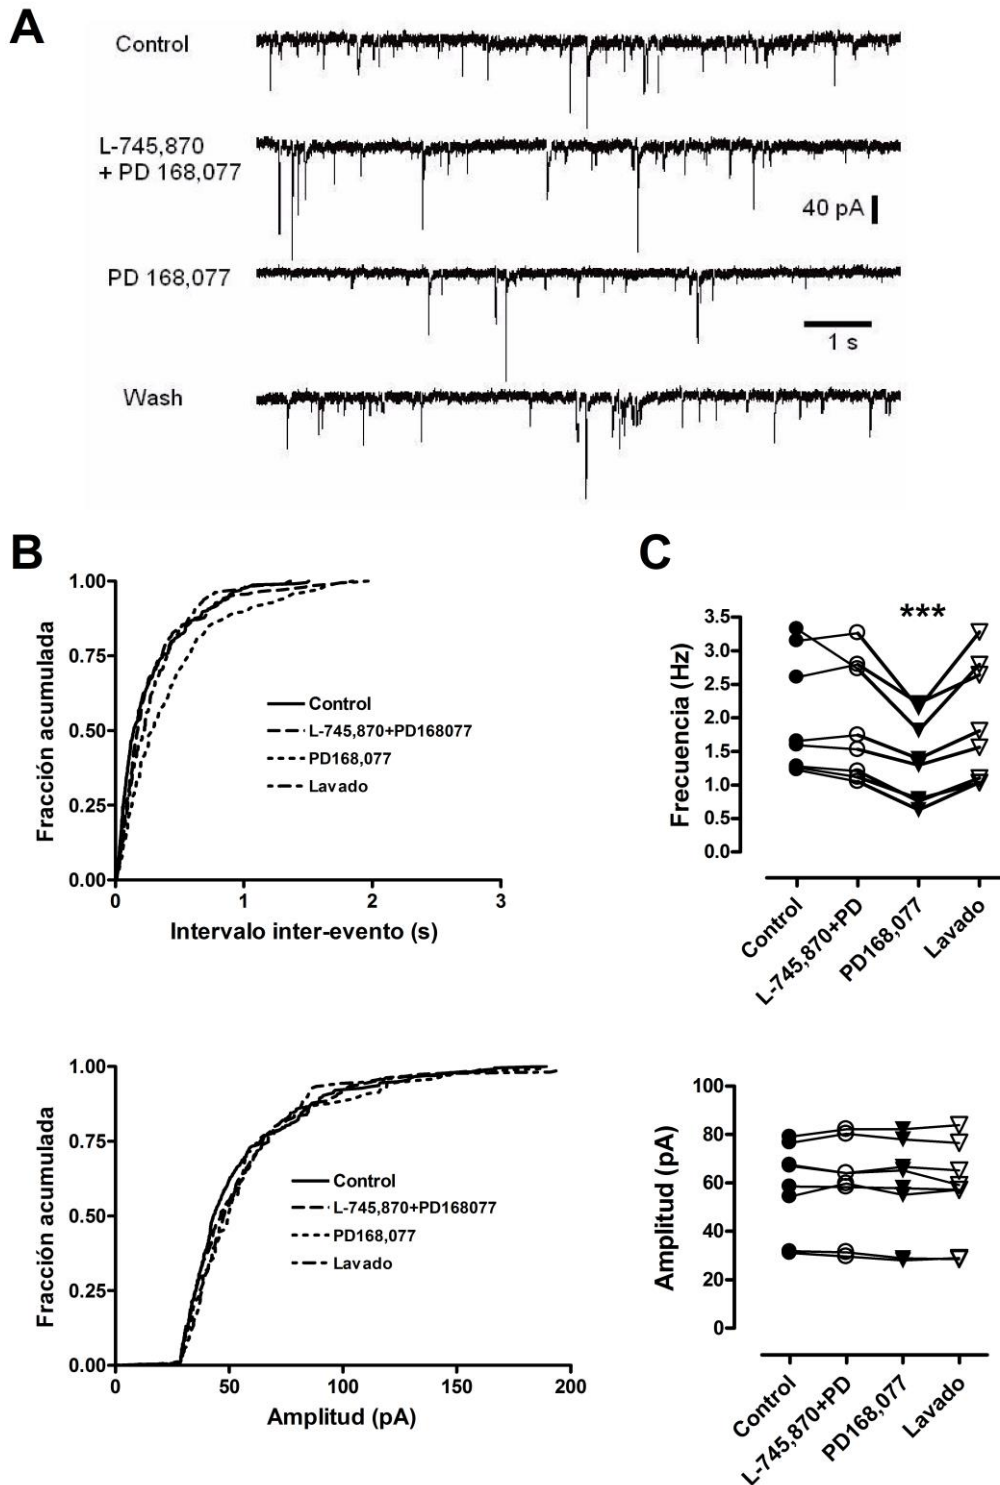 A
Control
L-745,870
+ PD 168,077
40 pA
PD 168,077
1 s
Wash
B
1.00
0.75
0.50
0.25
0.00
Fracción acumulada
Control
L-745,870+PD168077
PD168,077
Lavado
0
1
2
3
Intervalo inter-evento (s)
C
***
3.5
3.0
2.5
2.0
1.5
1.0
0.5
0.0
Frecuencia (Hz)
Control
L-745,870+PD
PD168,077
Lavado
1.00
0.75
0.50
0.25
0.00
Fracción acumulada
Control
L-745,870+PD168077
PD168,077
Lavado
0
50
100
150
200
Amplitud (pA)
100
80
60
40
20
0
Amplitud (pA)
Control
L-745,870+PD
PD168,077
Lavado